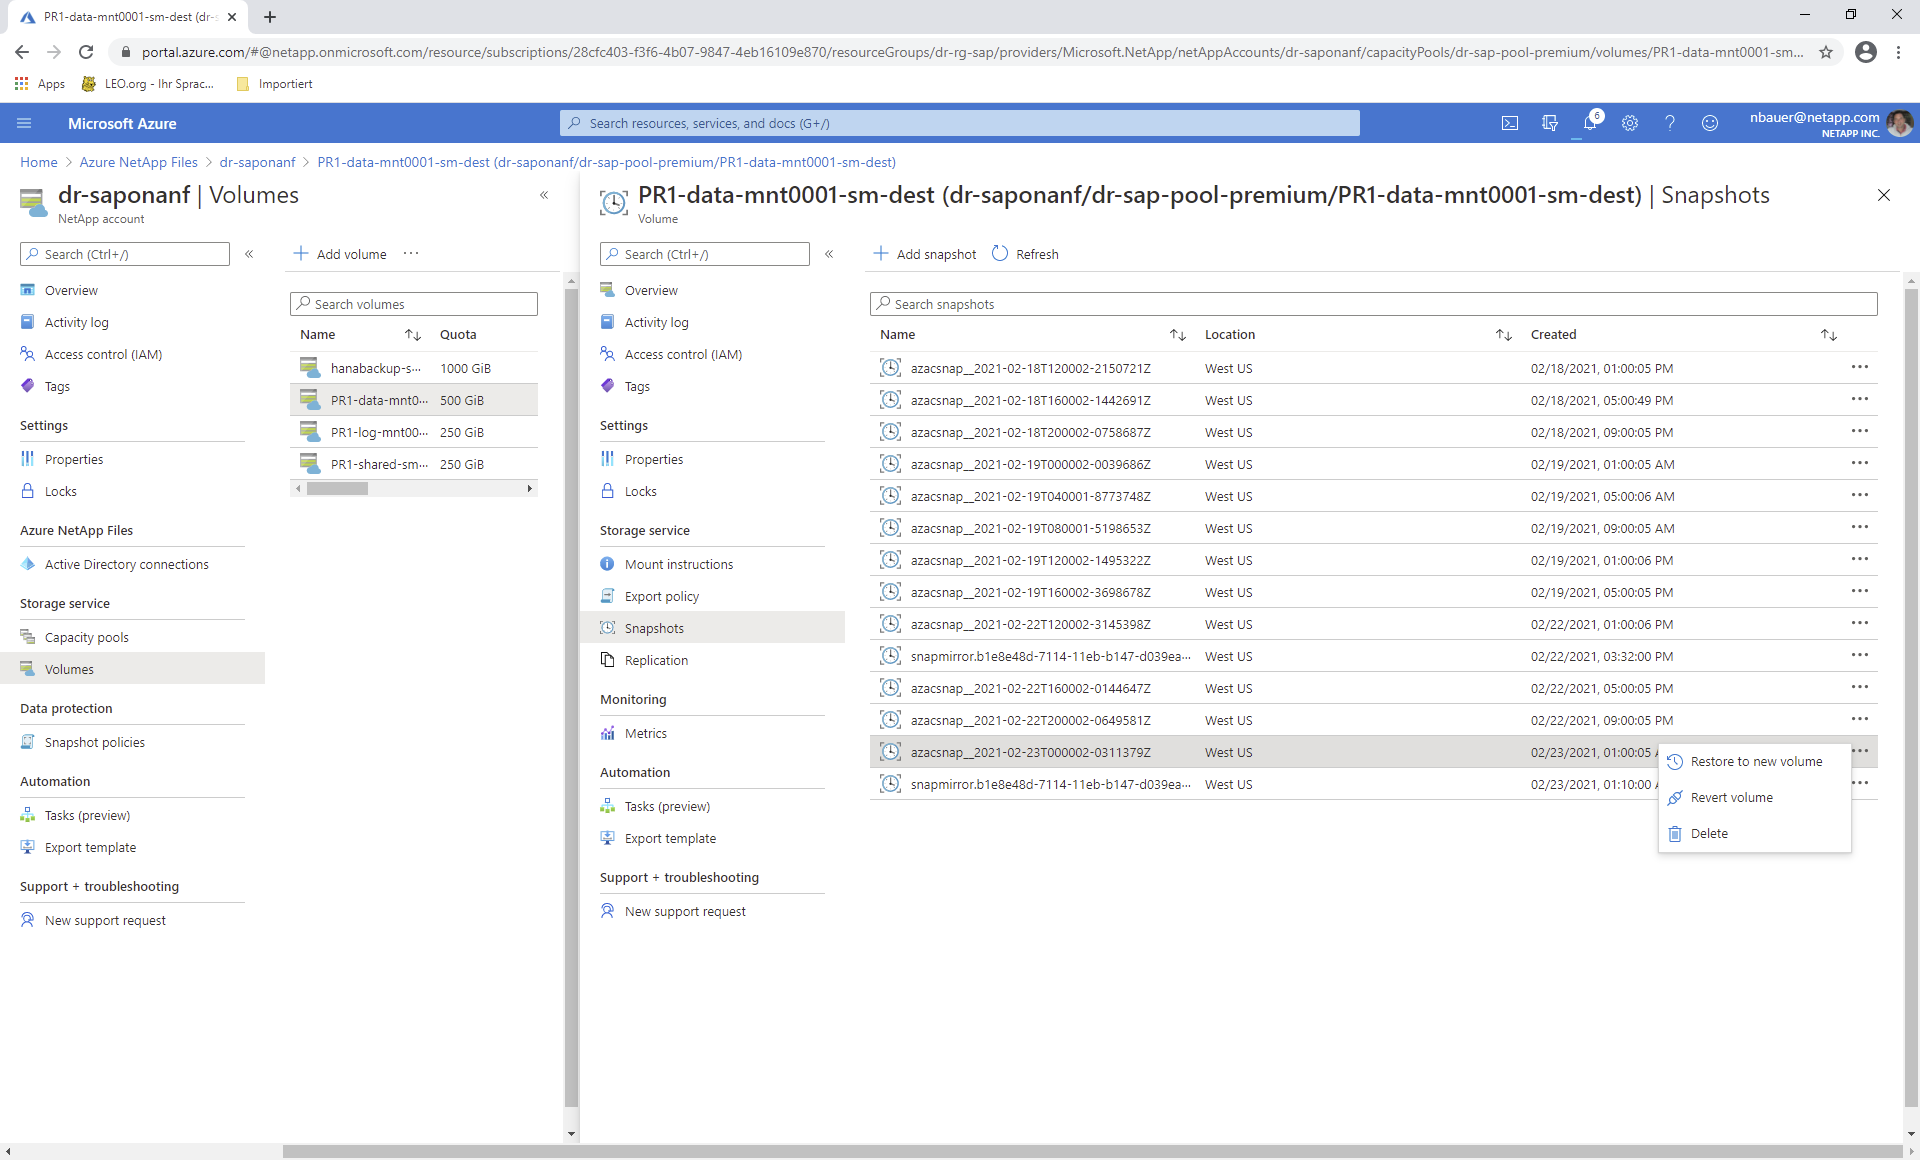 PR1-data-mnt0001-sm-dest (dr-s
portal.azure.com/#@netapp.onmicrosoft.com/resource/subscriptions/28cfc403-f3f6-4b07-9847-4eb16109e870/resourceGroups/dr-rg-sap/providers/Microsoft.NetApp/netAppAccounts/dr-saponanf/capacityPools/dr-sap-pool-premium/volumes/PR1-data-mnt0001-sm...
Apps
LEO.org - Ihr Sprac...
Importiert
Microsoft Azure
Search resources, services, and docs (G+/)
6
nbauer@netapp.com
NETAPP INC.
Home > Azure NetApp Files > dr-saponanf > PR1-data-mnt0001-sm-dest (dr-saponanf/dr-sap-pool-premium/PR1-data-mnt0001-sm-dest)
dr-saponanf | Volumes
NetApp account
Search (Ctrl+/)
Overview
Activity log
Access control (IAM)
Tags
Settings
Properties
Locks
Azure NetApp Files
Active Directory connections
Storage service
Capacity pools
Volumes
Data protection
Snapshot policies
Automation
Tasks (preview)
Export template
Support + troubleshooting
New support request
Add volume
Search volumes
Name Quota
hanabackup-s... 1000 GiB
PR1-data-mnt0... 500 GiB
PR1-log-mnt00... 250 GiB
PR1-shared-sm... 250 GiB
PR1-data-mnt0001-sm-dest (dr-saponanf/dr-sap-pool-premium/PR1-data-mnt0001-sm-dest) | Snapshots
Volume
Search (Ctrl+/)
Overview
Activity log
Access control (IAM)
Tags
Settings
Properties
Locks
Storage service
Mount instructions
Export policy
Snapshots
Replication
Monitoring
Metrics
Automation
Tasks (preview)
Export template
Support + troubleshooting
New support request
Add snapshot
Refresh
Search snapshots
Name Location Created
azacsnap__2021-02-18T120002-2150721Z West US 02/18/2021, 01:00:05 PM
azacsnap__2021-02-18T160002-1442691Z West US 02/18/2021, 05:00:49 PM
azacsnap__2021-02-18T200002-0758687Z West US 02/18/2021, 09:00:05 PM
azacsnap__2021-02-19T000002-0039686Z West US 02/19/2021, 01:00:05 AM
azacsnap__2021-02-19T040001-8773748Z West US 02/19/2021, 05:00:06 AM
azacsnap__2021-02-19T080001-5198653Z West US 02/19/2021, 09:00:05 AM
azacsnap__2021-02-19T120002-1495322Z West US 02/19/2021, 01:00:06 PM
azacsnap__2021-02-19T160002-3698678Z West US 02/19/2021, 05:00:05 PM
azacsnap__2021-02-22T120002-3145398Z West US 02/22/2021, 01:00:06 PM
snapmirror.b1e8e48d-7114-11eb-b147-d039ea... West US 02/22/2021, 03:32:00 PM
azacsnap__2021-02-22T160002-0144647Z West US 02/22/2021, 05:00:05 PM
azacsnap__2021-02-22T200002-0649581Z West US 02/22/2021, 09:00:05 PM
azacsnap__2021-02-23T000002-0311379Z West US 02/23/2021, 01:00:05
snapmirror.b1e8e48d-7114-11eb-b147-d039ea... West US 02/23/2021, 01:10:00
Restore to new volume
Revert volume
Delete